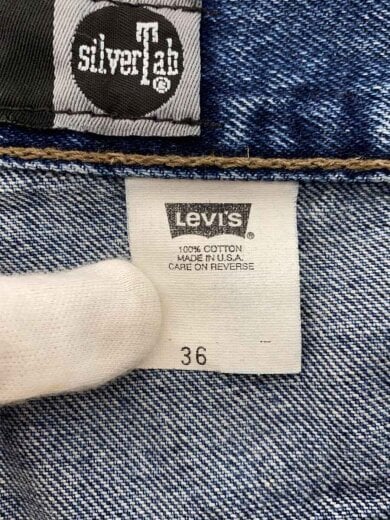 silverTab
®
LEVI'S
®
100% COTTON
MADE IN U.S.A.
CARE ON REVERSE
36